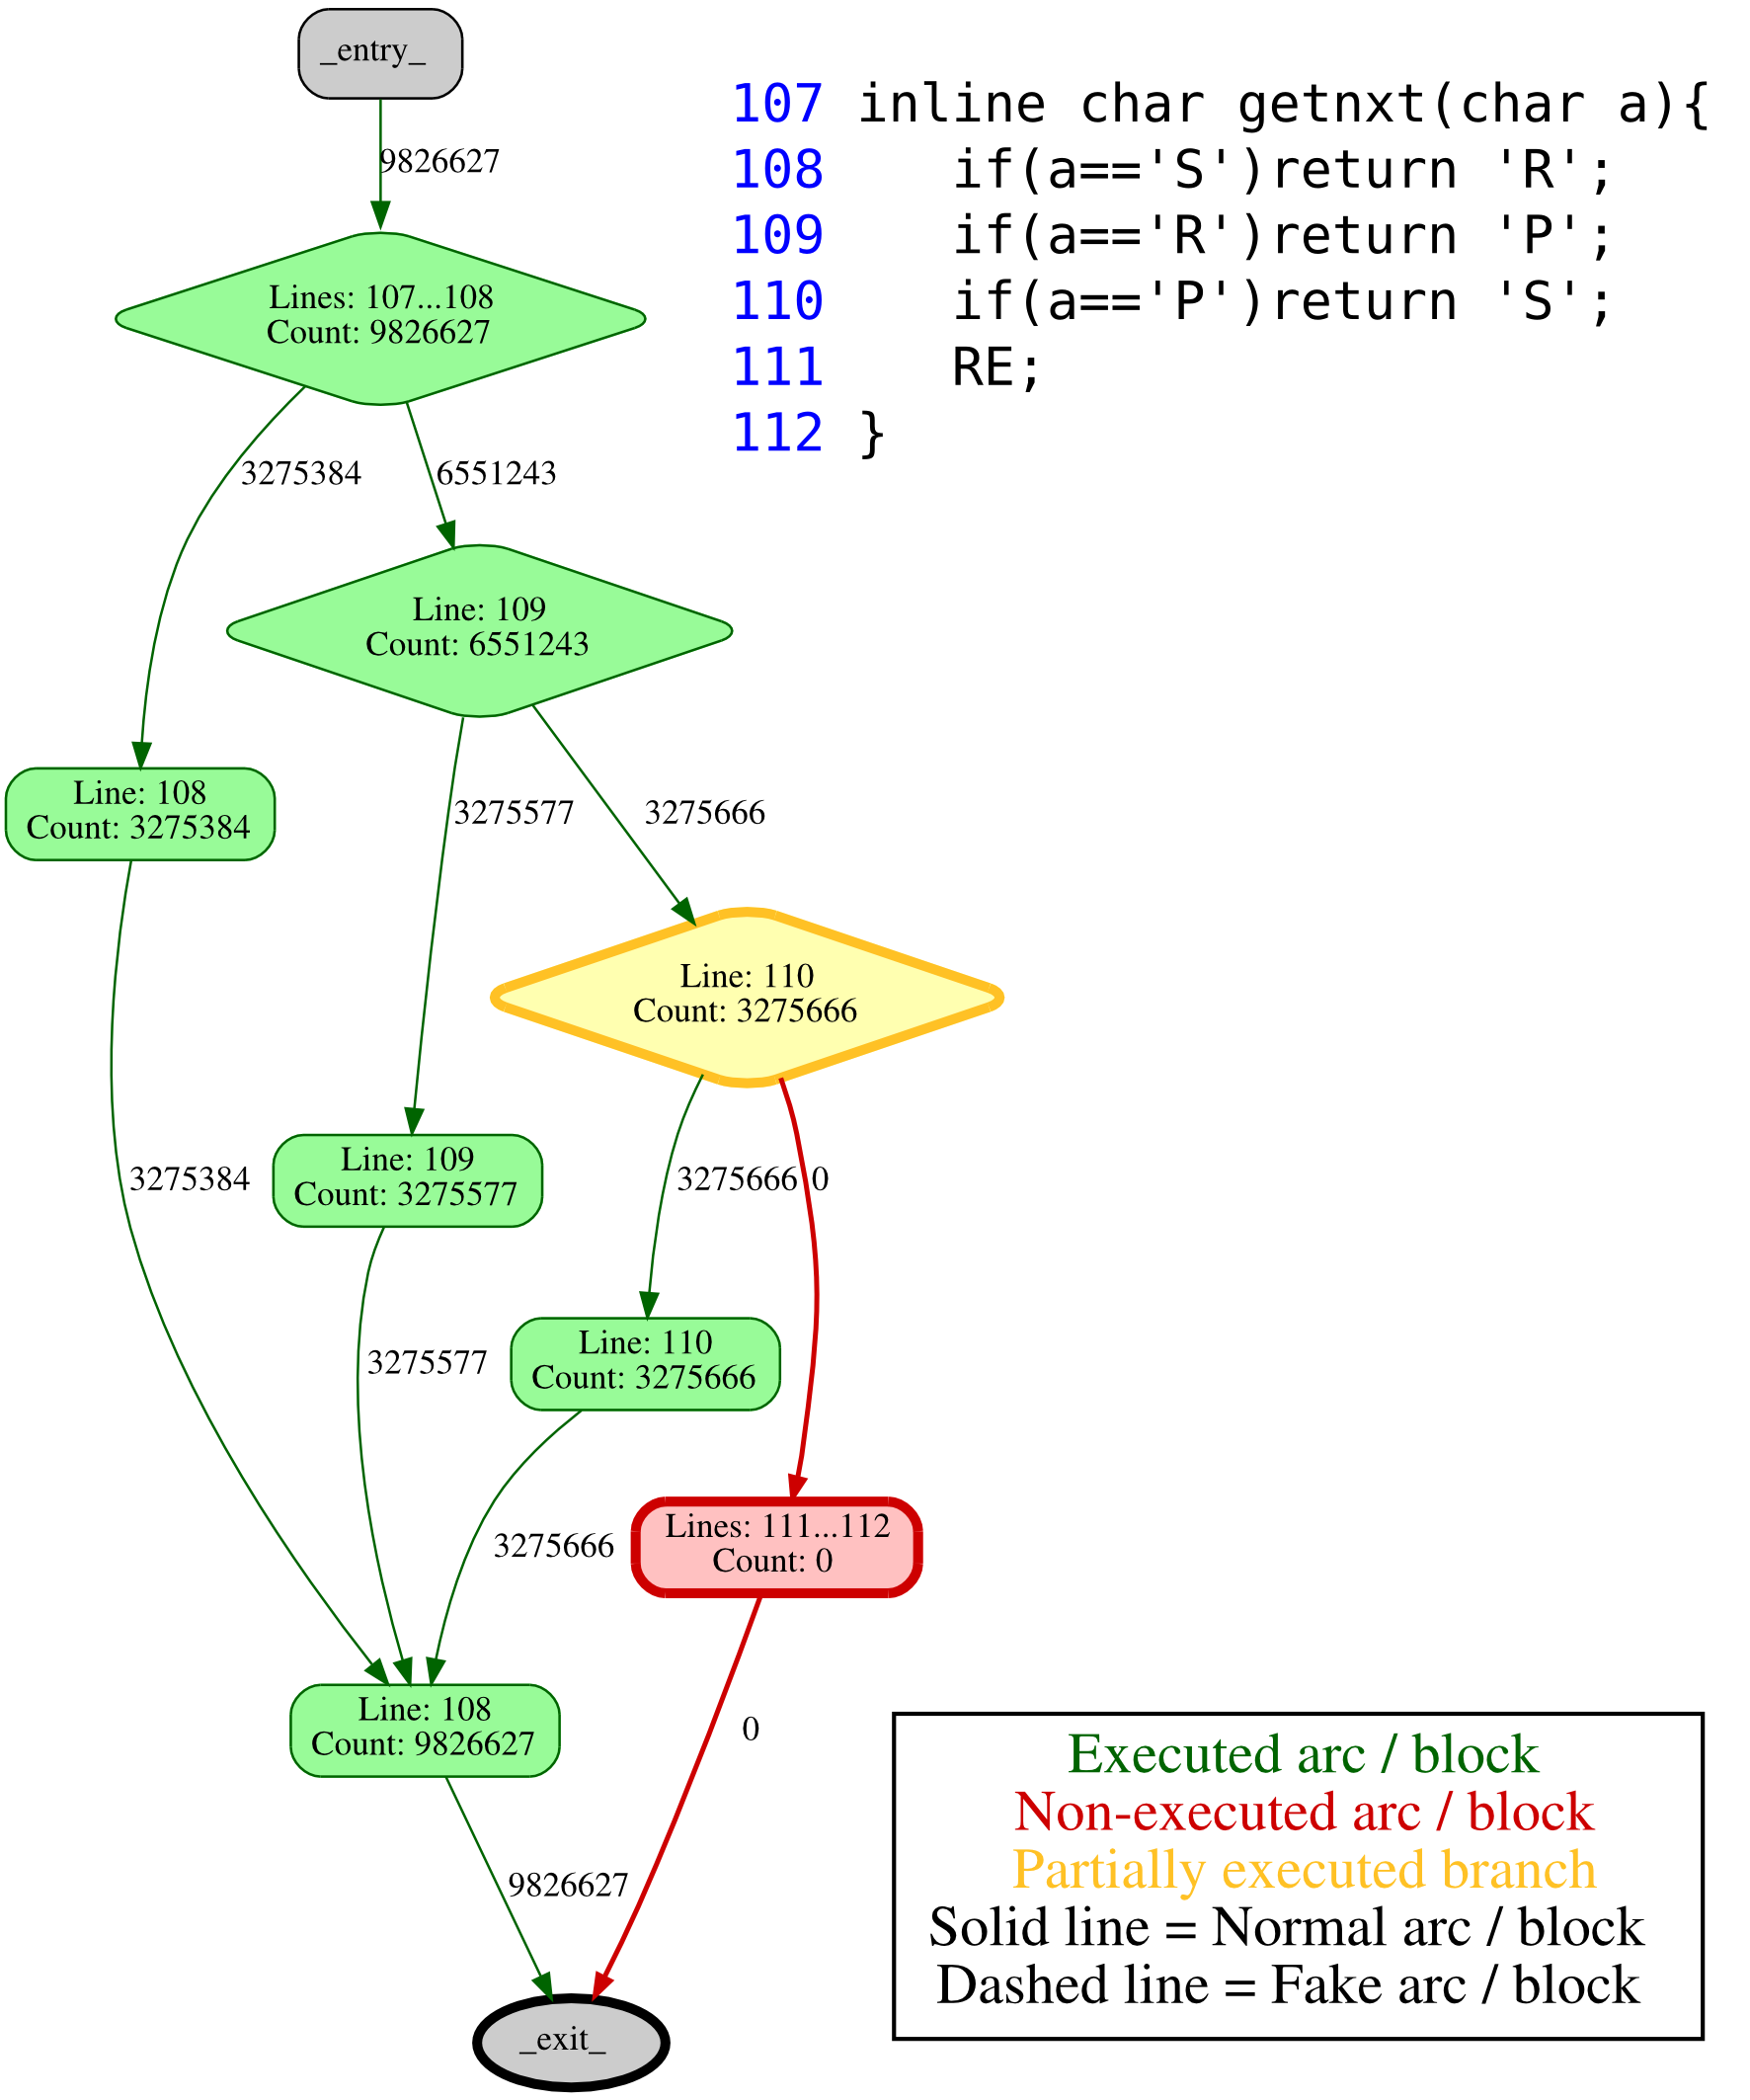 _entry_
107 inline char getnxt(char a){
108    if(a=='S')return 'R';
109    if(a=='R')return 'P';
110    if(a=='P')return 'S';
111    RE;
112 }
9826627
Lines: 107...108
Count: 9826627
3275384
6551243
Line: 109
Count: 6551243
Line: 108
Count: 3275384
3275577
3275666
Line: 110
Count: 3275666
3275384
Line: 109
Count: 3275577
3275666
0
3275577
Line: 110
Count: 3275666
3275666
Lines: 111...112
Count: 0
Line: 108
Count: 9826627
0
9826627
_exit_
Executed arc / block
Non-executed arc / block
Partially executed branch
Solid line = Normal arc / block
Dashed line = Fake arc / block